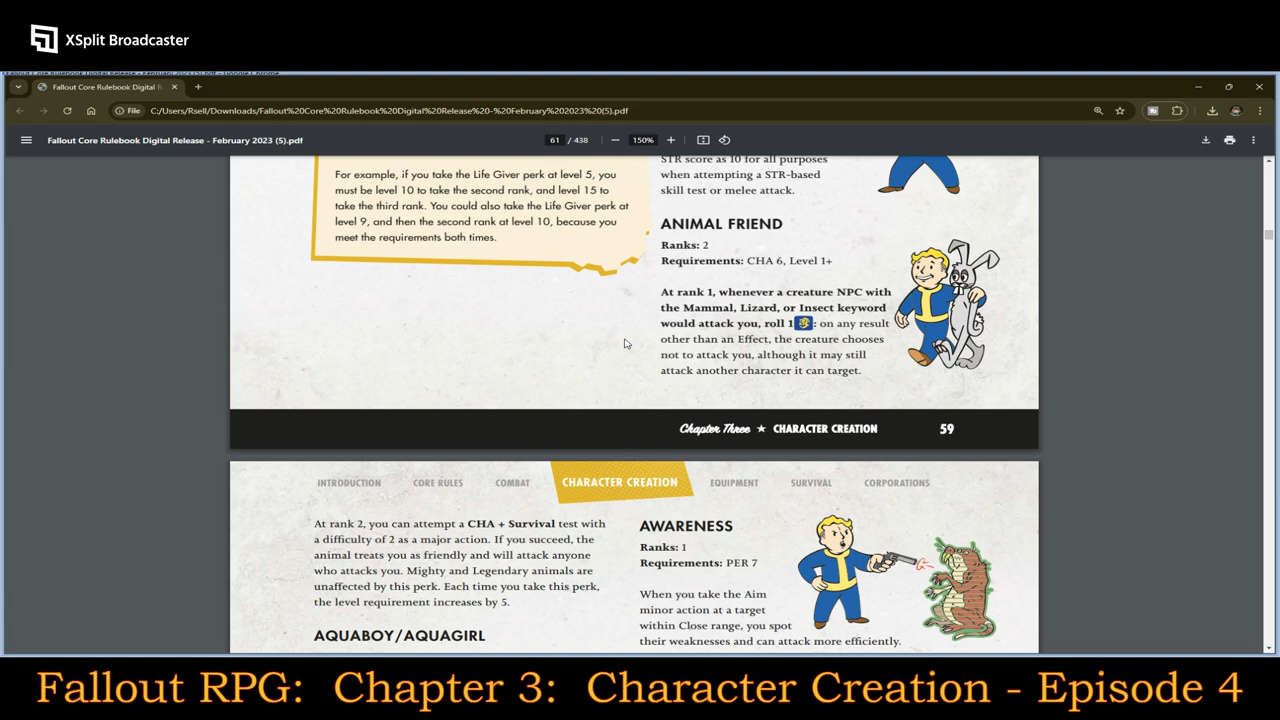 XSplit Broadcaster
Fallout Core Rulebook Digital R
File C:/Users/Rsell/Downloads/Fallout%20Core%20Rulebook%20Digital%20Release%20-%20February%202023%20(5).pdf
Fallout Core Rulebook Digital Release - February 2023 (5).pdf
61 / 438
150%
For example, if you take the Life Giver perk at level 5, you
must be level 10 to take the second rank, and level 15 to
take the third rank. You could also take the Life Giver perk at
level 9, and then the second rank at level 10, because you
meet the requirements both times.
STR score as 10 for all purposes
when attempting a STR-based
skill test or melee attack.
ANIMAL FRIEND
Ranks: 2
Requirements: CHA 6, Level 1+
At rank 1, whenever a creature NPC with
the Mammal, Lizard, or Insect keyword
would attack you, roll 1 : on any result
other than an Effect, the creature chooses
not to attack you, although it may still
attack another character it can target.
Chapter Three ★ CHARACTER CREATION 59
INTRODUCTION CORE RULES COMBAT CHARACTER CREATION EQUIPMENT SURVIVAL CORPORATIONS
At rank 2, you can attempt a CHA + Survival test with
a difficulty of 2 as a major action. If you succeed, the
animal treats you as friendly and will attack anyone
who attacks you. Mighty and Legendary animals are
unaffected by this perk. Each time you take this perk,
the level requirement increases by 5.
AQUABOY/AQUAGIRL
AWARENESS
Ranks: 1
Requirements: PER 7
When you take the Aim
minor action at a target
within Close range, you spot
their weaknesses and can attack more efficiently.
Fallout RPG: Chapter 3: Character Creation - Episode 4